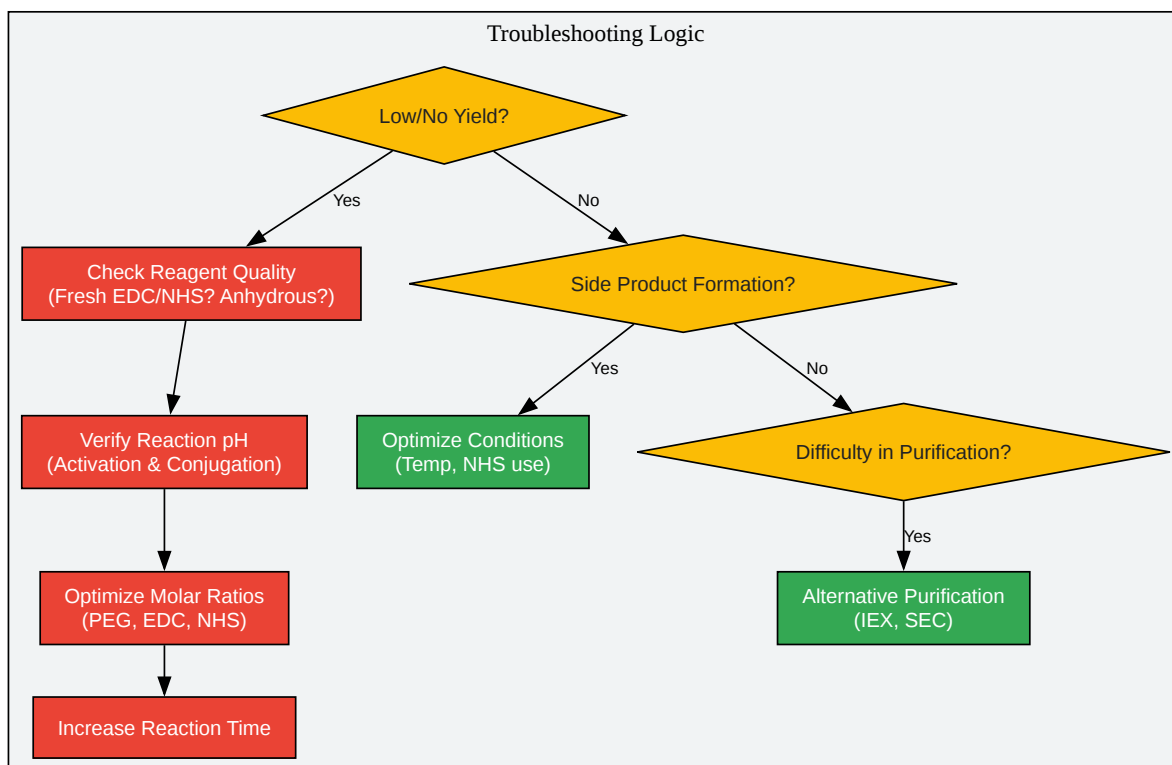 Troubleshooting Logic
Low/No Yield?
Yes
No
Check Reagent Quality
(Fresh EDC/NHS? Anhydrous?)
Side Product Formation?
Yes
No
Verify Reaction pH
(Activation & Conjugation)
Optimize Conditions
(Temp, NHS use)
Difficulty in Purification?
Yes
Optimize Molar Ratios
(PEG, EDC, NHS)
Alternative Purification
(IEX, SEC)
Increase Reaction Time